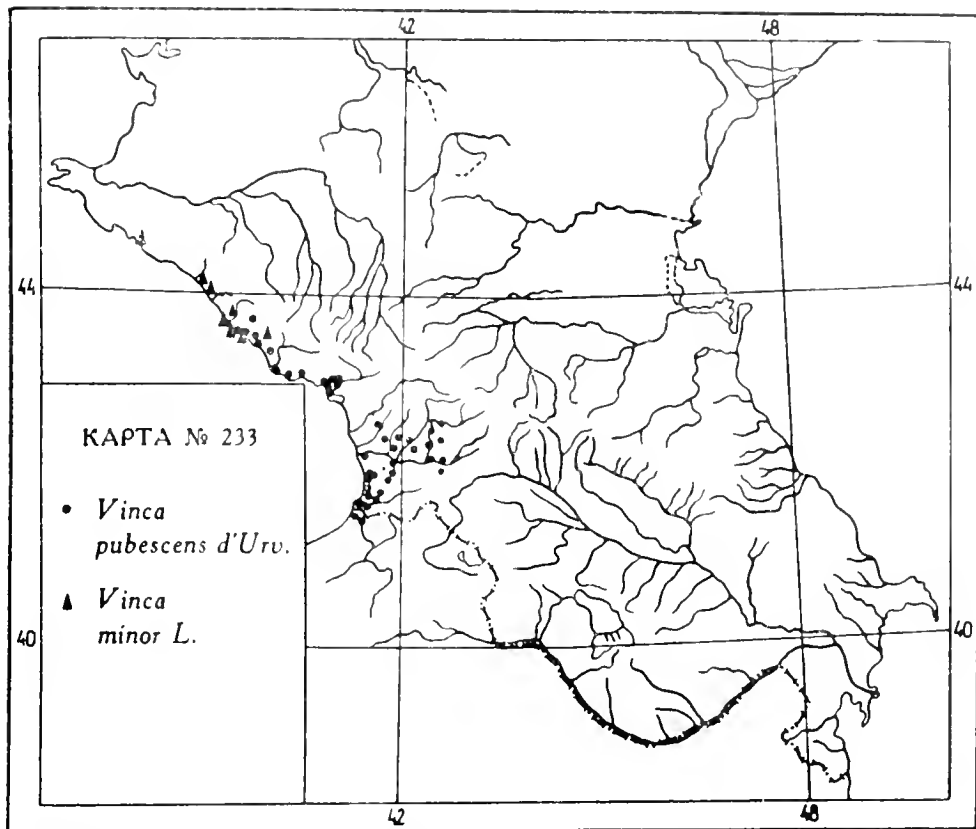 42 48
44 44
КАРТА № 233
Vinca
pubescens d'Urv.
Vinca
minor L.
40 40
42 48